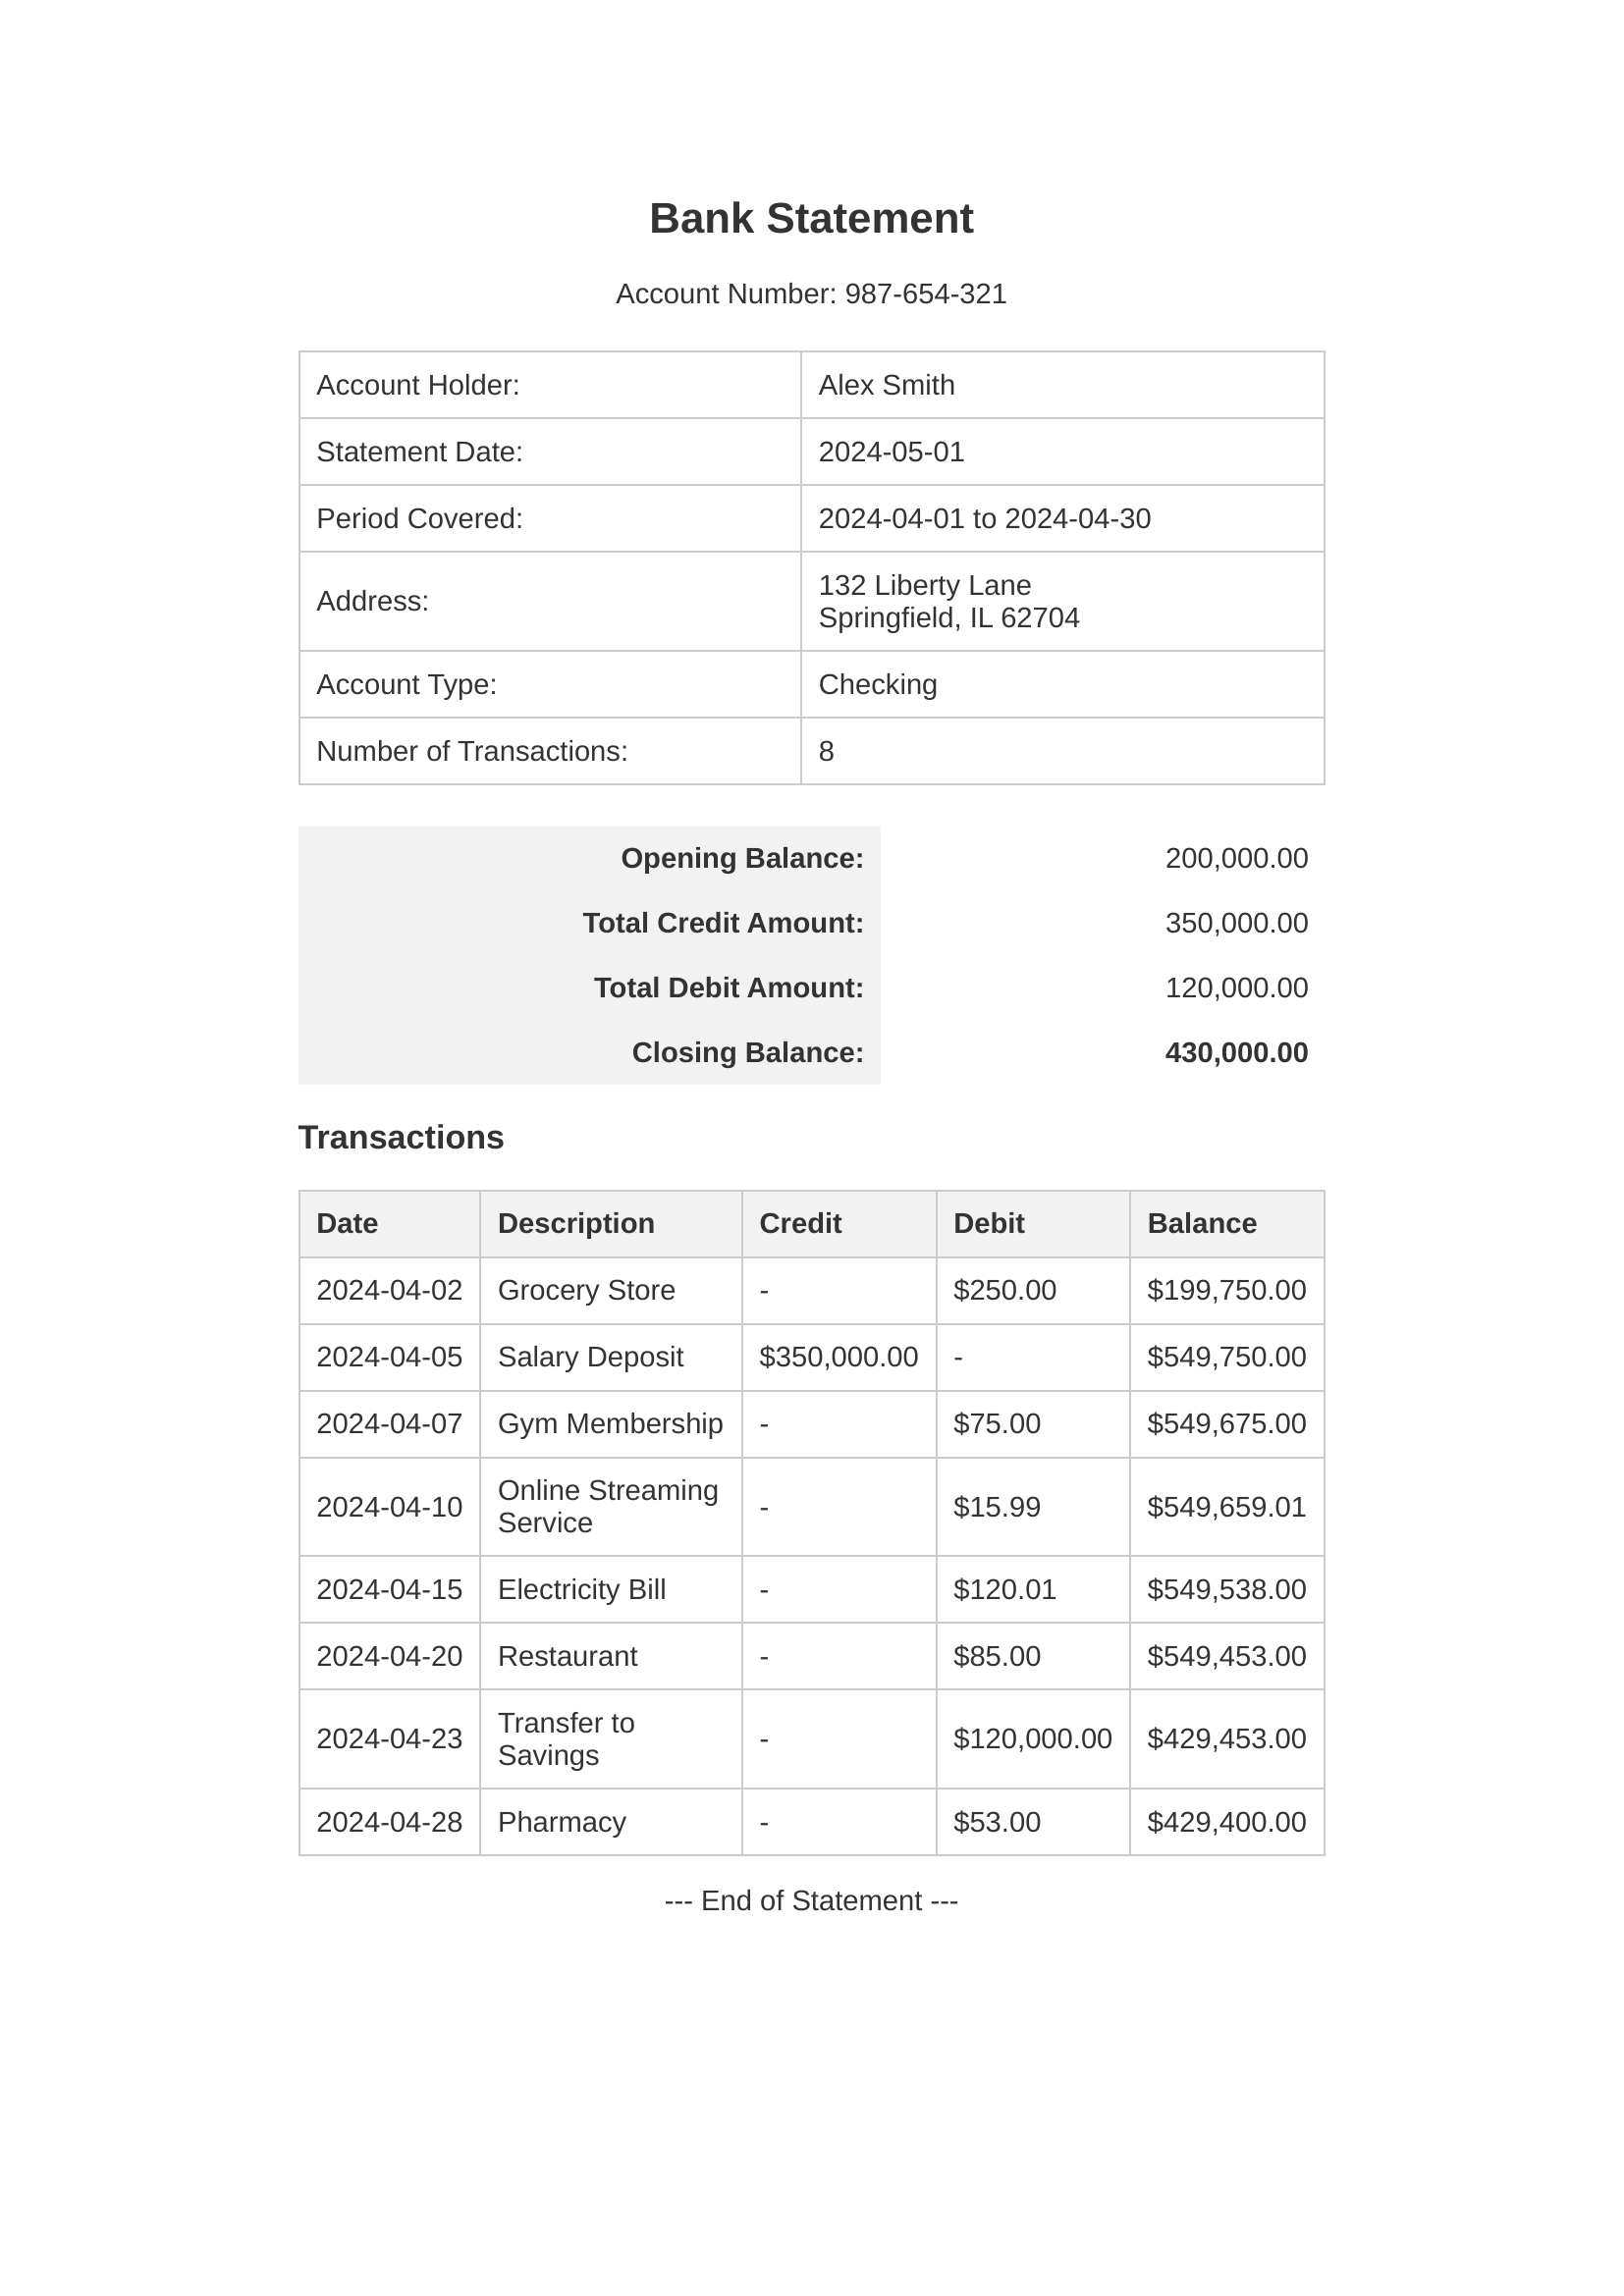 Bank Statement
Account Number: 987-654-321
Account Holder: Alex Smith
Statement Date: 2024-05-01
Period Covered: 2024-04-01 to 2024-04-30
Address: 132 Liberty Lane
Springfield, IL 62704
Account Type: Checking
Number of Transactions: 8
Opening Balance: 200,000.00
Total Credit Amount: 350,000.00
Total Debit Amount: 120,000.00
Closing Balance: 430,000.00
Transactions
Date Description Credit Debit Balance
2024-04-02 Grocery Store - $250.00 $199,750.00
2024-04-05 Salary Deposit $350,000.00 - $549,750.00
2024-04-07 Gym Membership - $75.00 $549,675.00
2024-04-10 Online Streaming
Service - $15.99 $549,659.01
2024-04-15 Electricity Bill - $120.01 $549,538.00
2024-04-20 Restaurant - $85.00 $549,453.00
2024-04-23 Transfer to
Savings - $120,000.00 $429,453.00
2024-04-28 Pharmacy - $53.00 $429,400.00
--- End of Statement ---